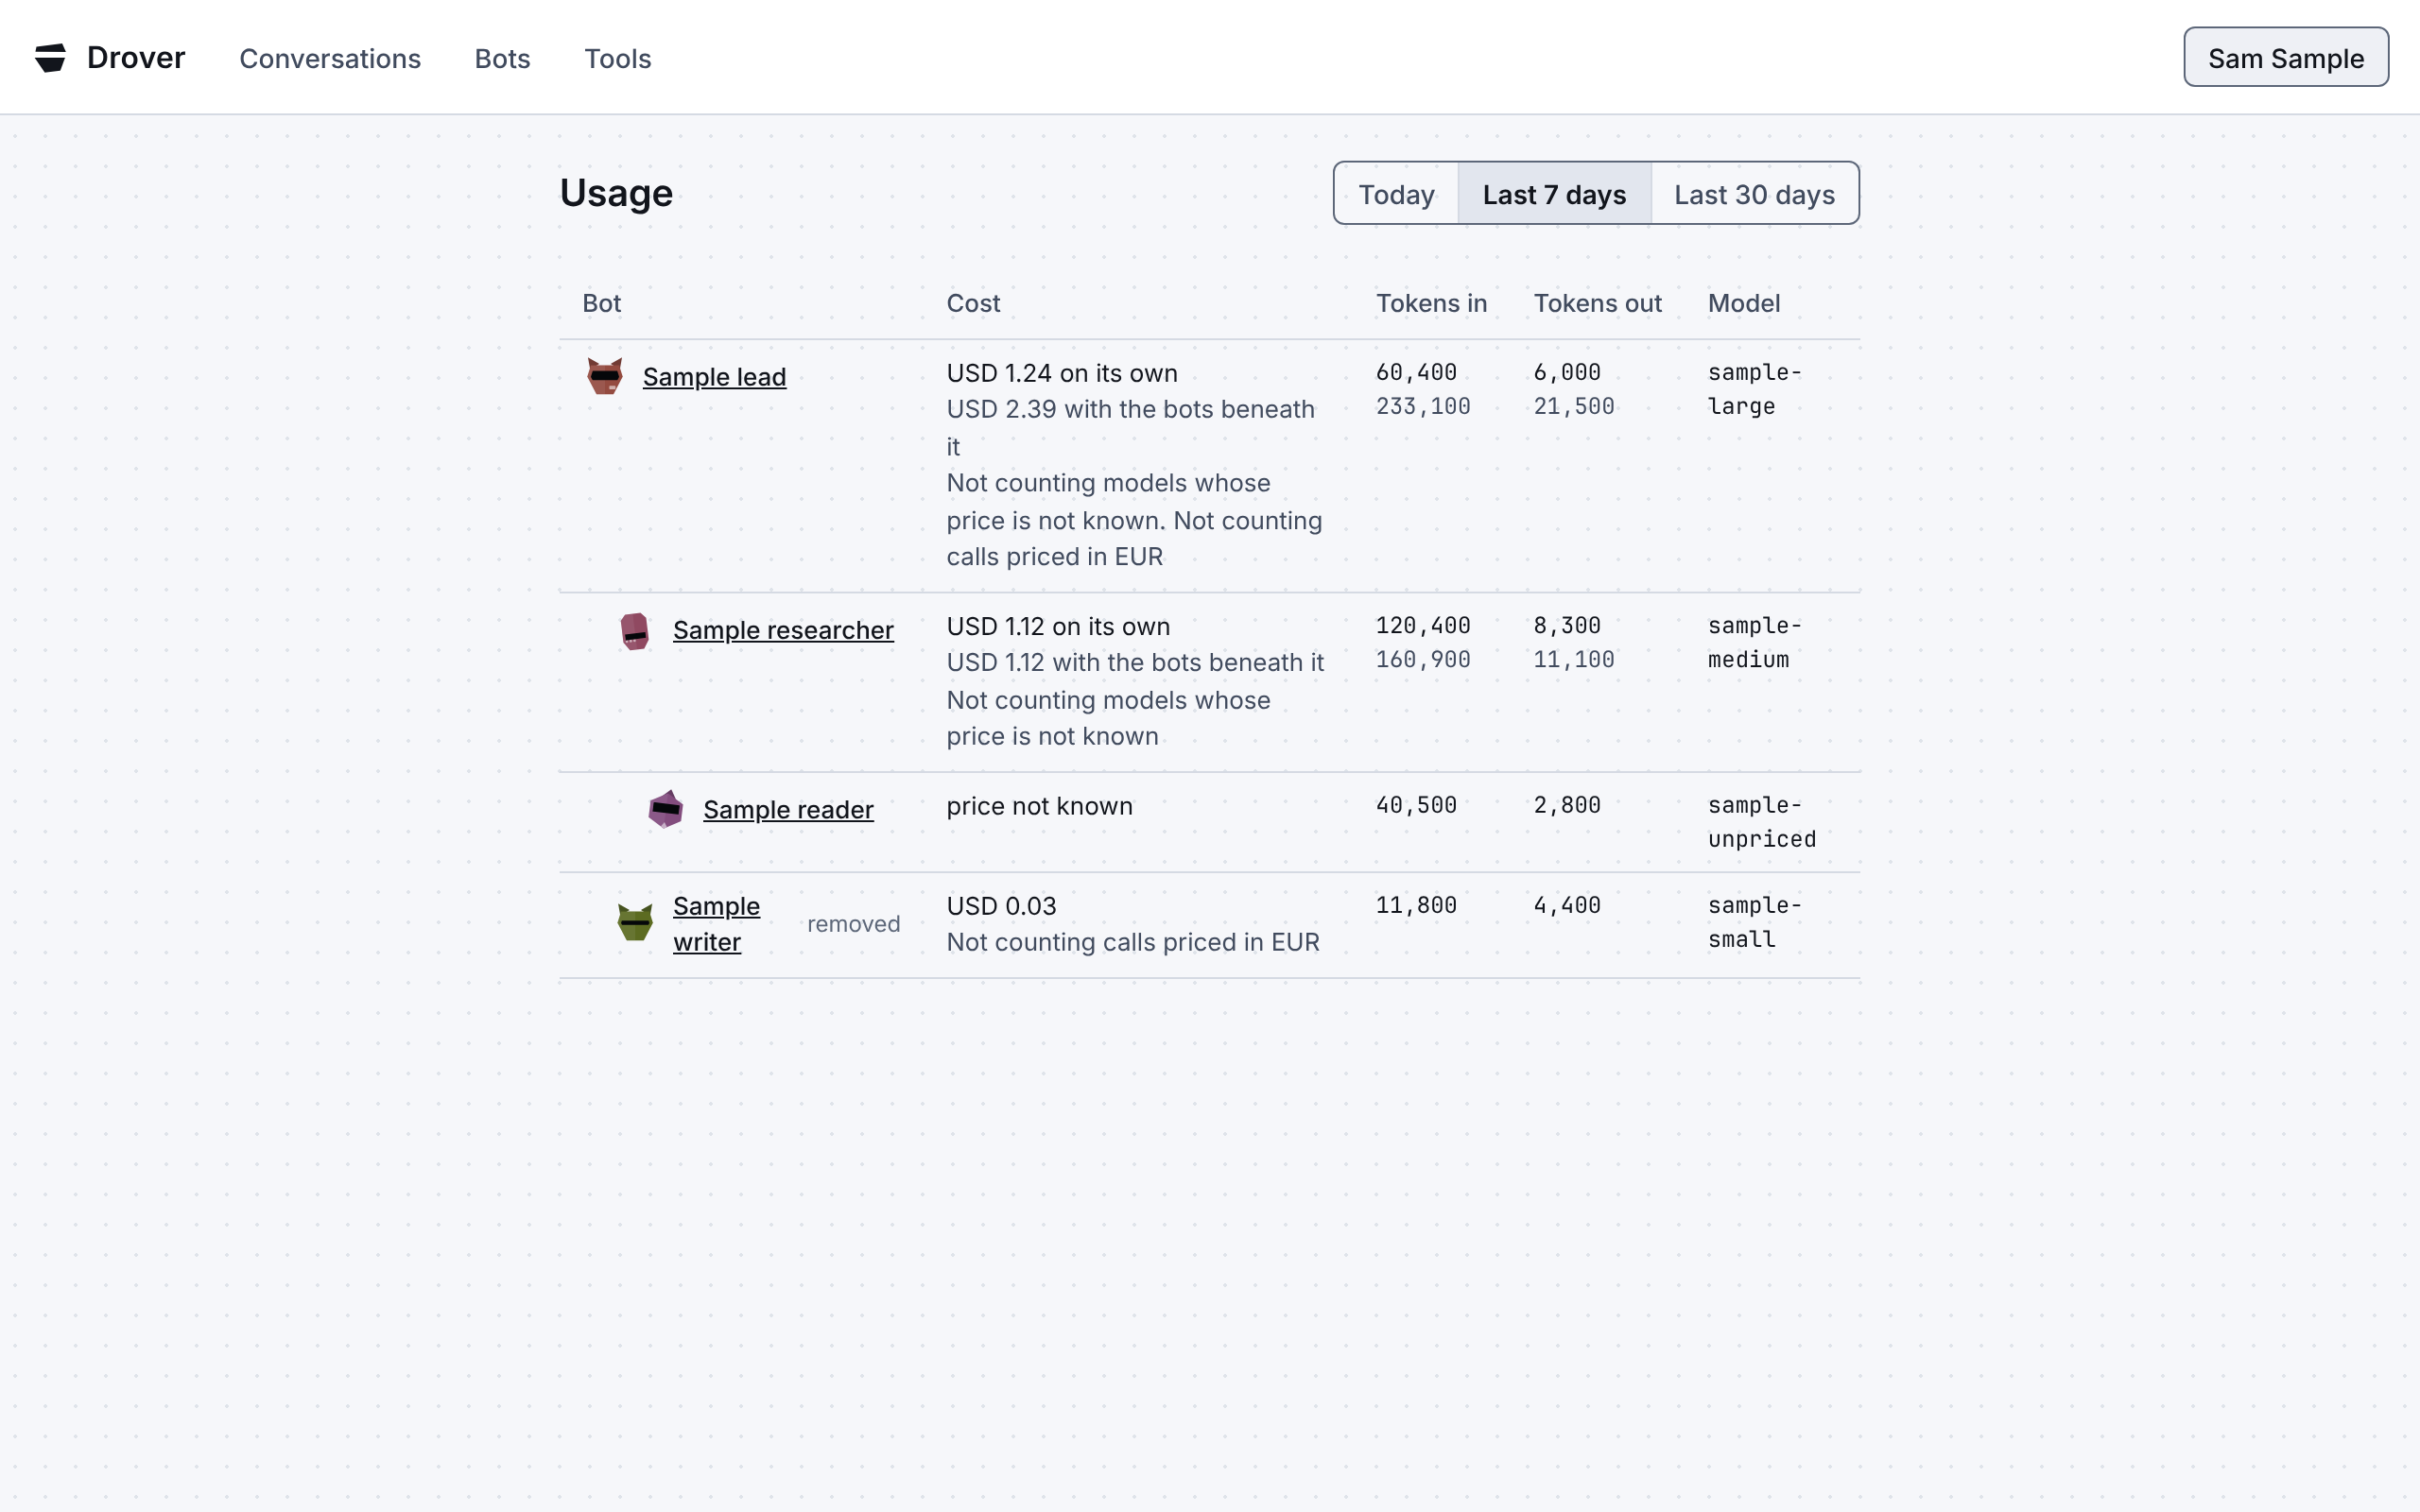 Drover
Conversations
Bots
Tools
Sam Sample
Usage
Today
Last 7 days
Last 30 days
Bot
Cost
Tokens in
Tokens out
Model
Sample lead
USD 1.24 on its own
USD 2.39 with the bots beneath
it
Not counting models whose
price is not known. Not counting
calls priced in EUR
60,400
233,100
6,000
21,500
sample-
large
Sample researcher
USD 1.12 on its own
USD 1.12 with the bots beneath it
Not counting models whose
price is not known
120,400
160,900
8,300
11,100
sample-
medium
Sample reader
price not known
40,500
2,800
sample-
unpriced
Sample
writer
removed
USD 0.03
Not counting calls priced in EUR
11,800
4,400
sample-
small